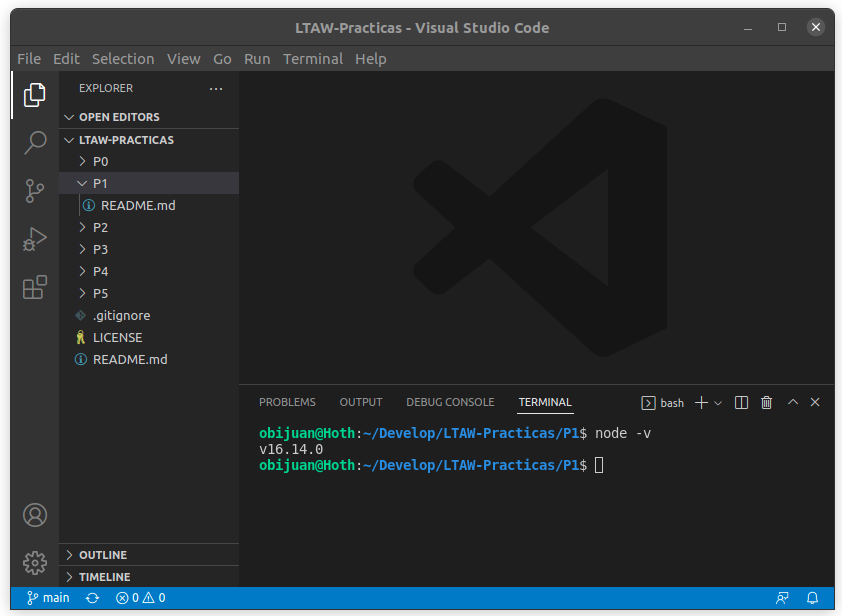 LTAW-Practicas - Visual Studio Code
File Edit Selection View Go Run Terminal Help
EXPLORER
OPEN EDITORS
LTAW-PRACTICAS
P0
P1
README.md
P2
P3
P4
P5
.gitignore
LICENSE
README.md
OUTLINE
TIMELINE
PROBLEMS OUTPUT DEBUG CONSOLE TERMINAL
bash
obijuan@Hoth:~/Develop/LTAW-Practicas/P1$ node -v
v16.14.0
obijuan@Hoth:~/Develop/LTAW-Practicas/P1$
main 0 0